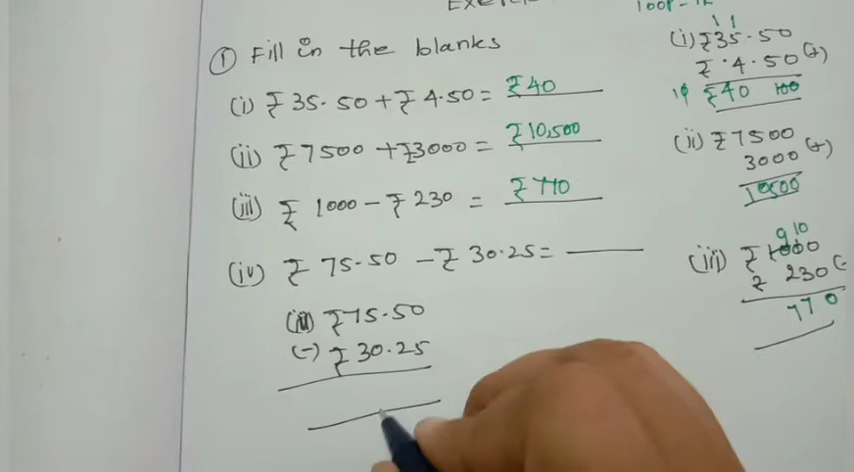 ① Fill in the blanks
(i) ₹35.50 + ₹4.50 = ₹40
(ii) ₹7500 + ₹3000 = ₹10,500
(iii) ₹1000 - ₹230 = ₹770
(iv) ₹75.50 - ₹30.25 =
₹75.50
(-) ₹30.25
(i) ₹35.50
₹4.50 (+)
₹40
(ii) ₹7500
3000 (+)
10500
(iii) ₹1000
₹230 (-
770